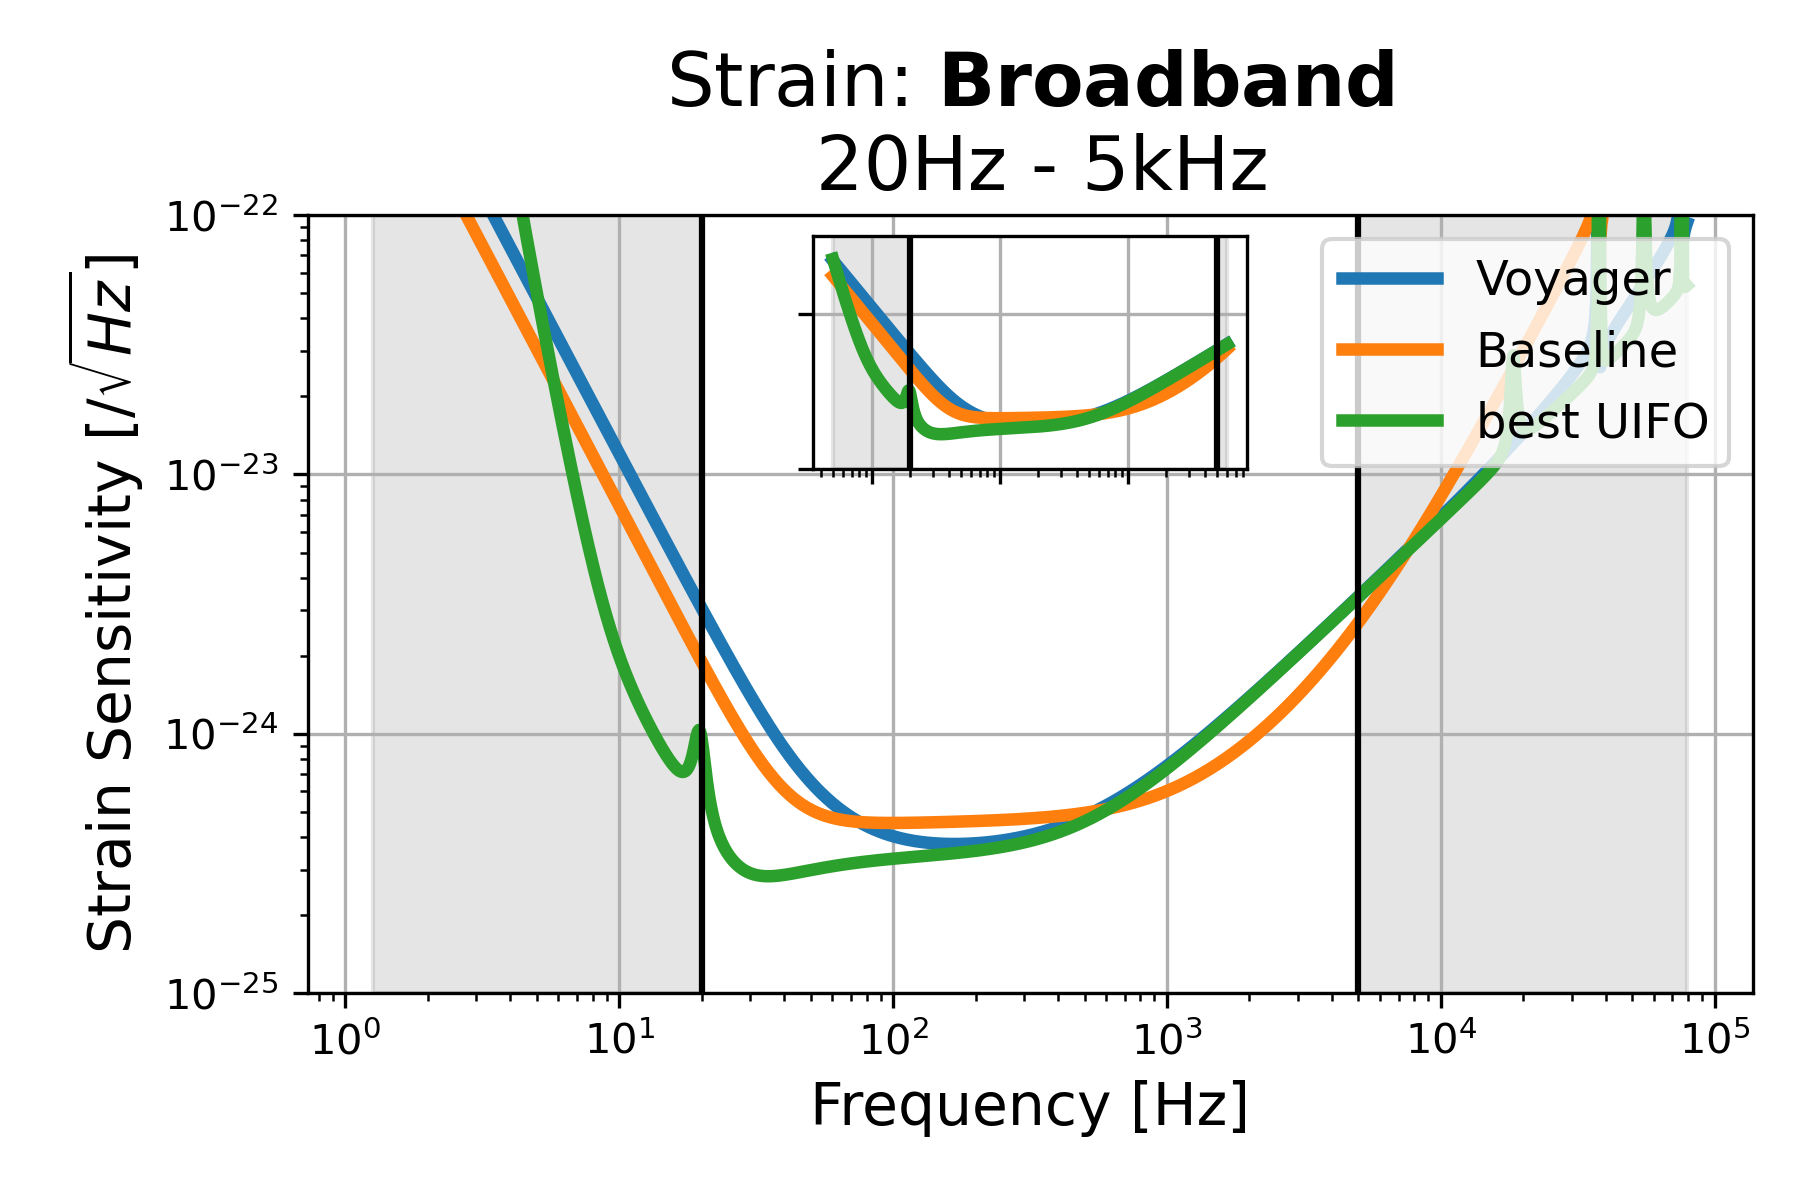 Strain: Broadband
20Hz - 5kHz
Strain Sensitivity [/√Hz]
10⁻²²
10⁻²³
10⁻²⁴
10⁻²⁵
Voyager
Baseline
best UIFO
10⁰ 10¹ 10² 10³ 10⁴ 10⁵
Frequency [Hz]